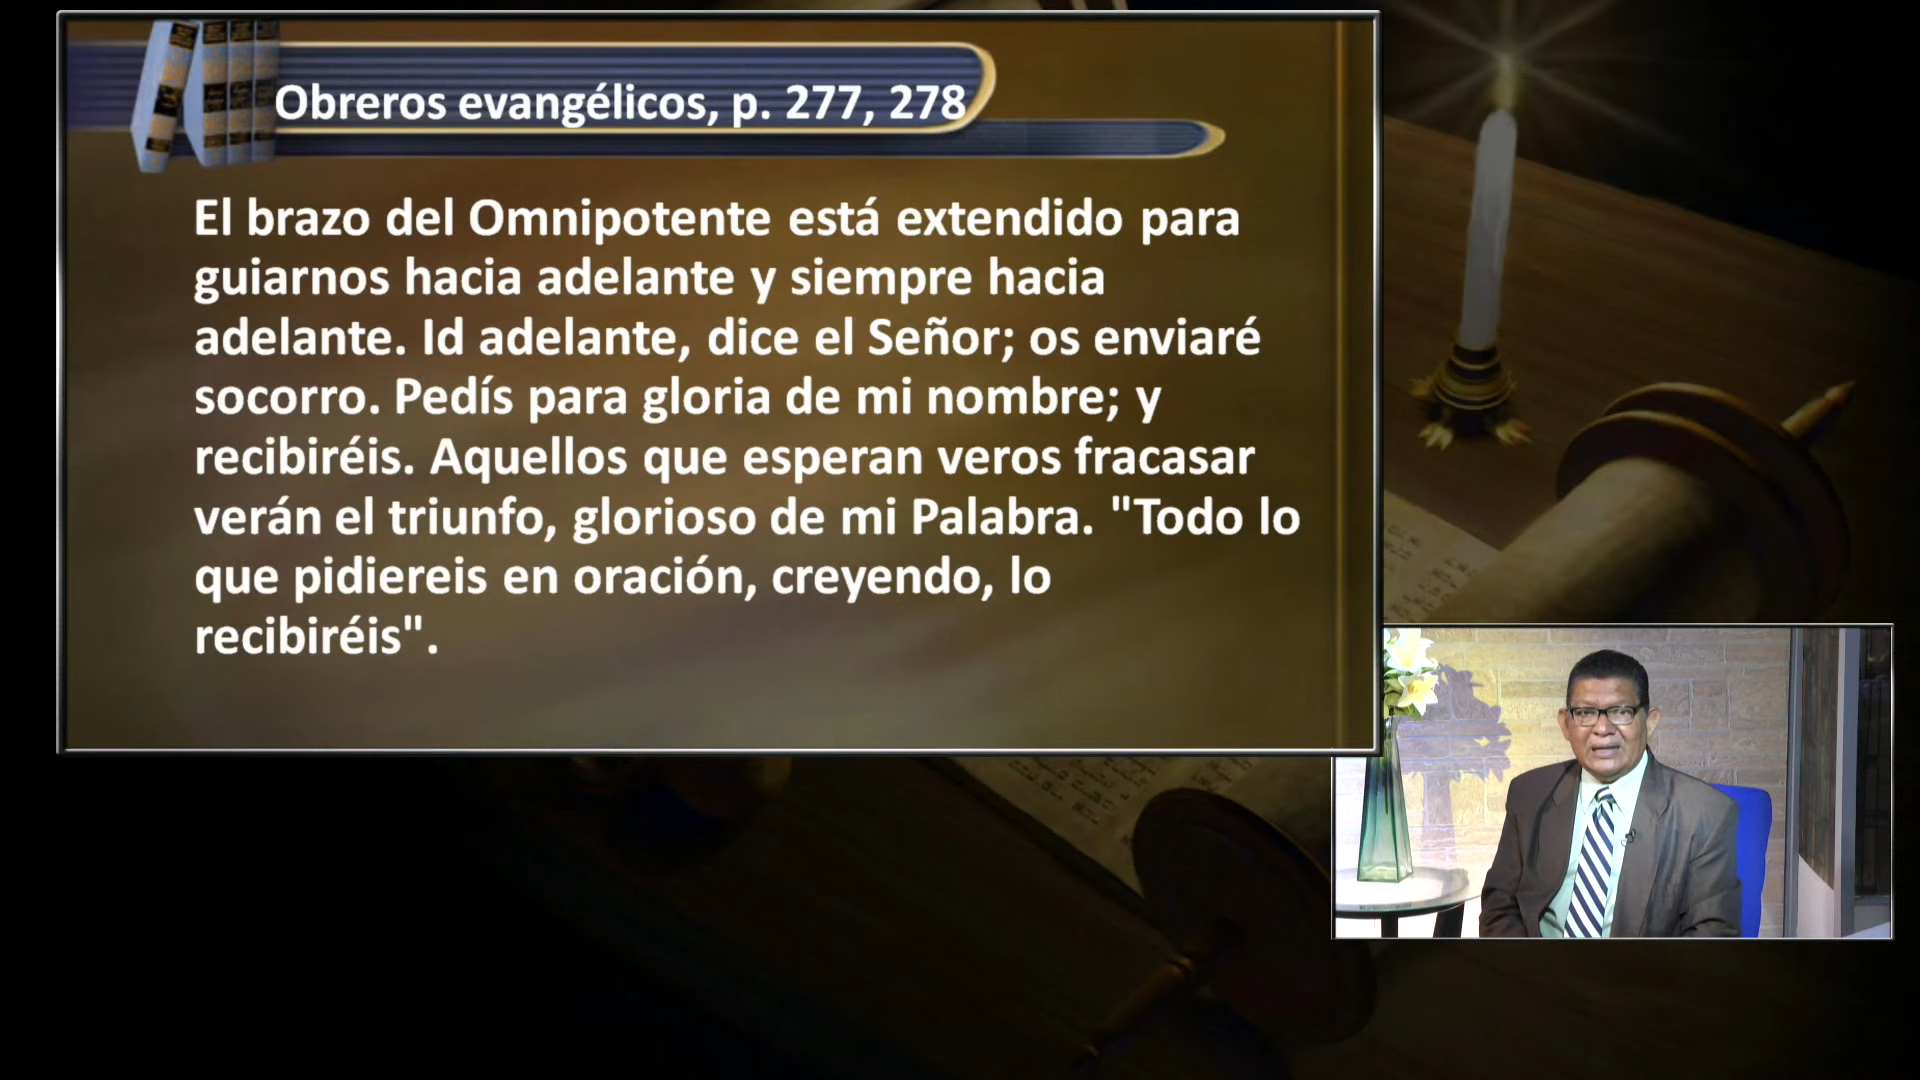 Obreros evangélicos, p. 277, 278
El brazo del Omnipotente está extendido para
guiarnos hacia adelante y siempre hacia
adelante. Id adelante, dice el Señor; os enviaré
socorro. Pedís para gloria de mi nombre; y
recibiréis. Aquellos que esperan veros fracasar
verán el triunfo, glorioso de mi Palabra. "Todo lo
que pidiereis en oración, creyendo, lo
recibiréis".